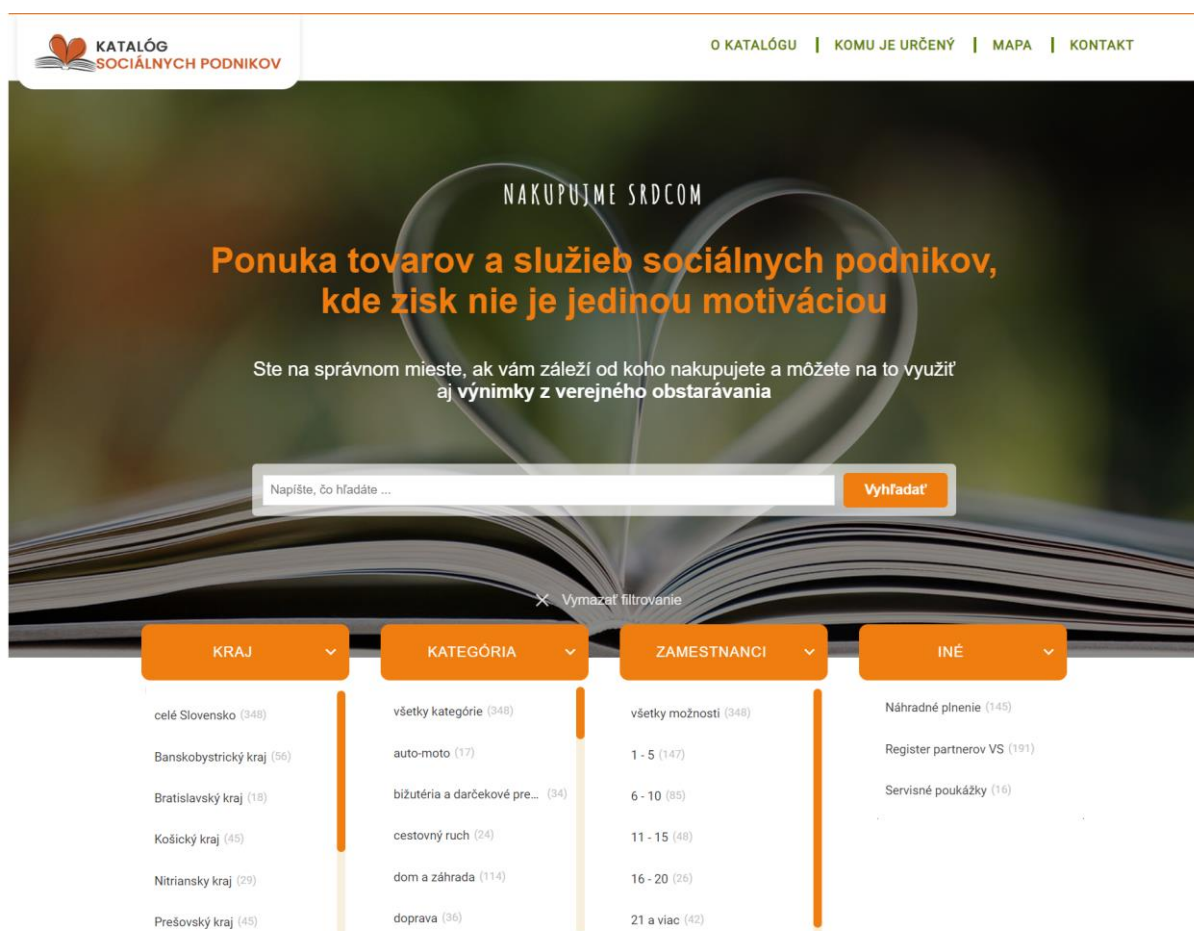 KATALÓG
SOCIÁLNYCH PODNIKOV
O KATALÓGU | KOMU JE URČENÝ | MAPA | KONTAKT
NAKUPUJME SRDCOM
Ponuka tovarov a služieb sociálnych podnikov,
kde zisk nie je jedinou motiváciou
Ste na správnom mieste, ak vám záleží od koho nakupujete a môžete na to využiť
aj výnimky z verejného obstarávania
Napíšte, čo hľadáte ...
Vyhľadať
Vymazať filtrovanie
KRAJ
celé Slovensko (348)
Banskobystrický kraj (56)
Bratislavský kraj (18)
Košický kraj (45)
Nitriansky kraj (29)
Prešovský kraj (45)
KATEGÓRIA
všetky kategórie (348)
auto-moto (17)
bižutéria a darčekové pre... (34)
cestovný ruch (24)
dom a záhrada (114)
doprava (36)
ZAMESTNANCI
všetky možnosti (348)
1 - 5 (147)
6 - 10 (85)
11 - 15 (48)
16 - 20 (26)
21 a viac (42)
INÉ
Náhradné plnenie (145)
Register partnerov VS (191)
Servisné poukážky (16)